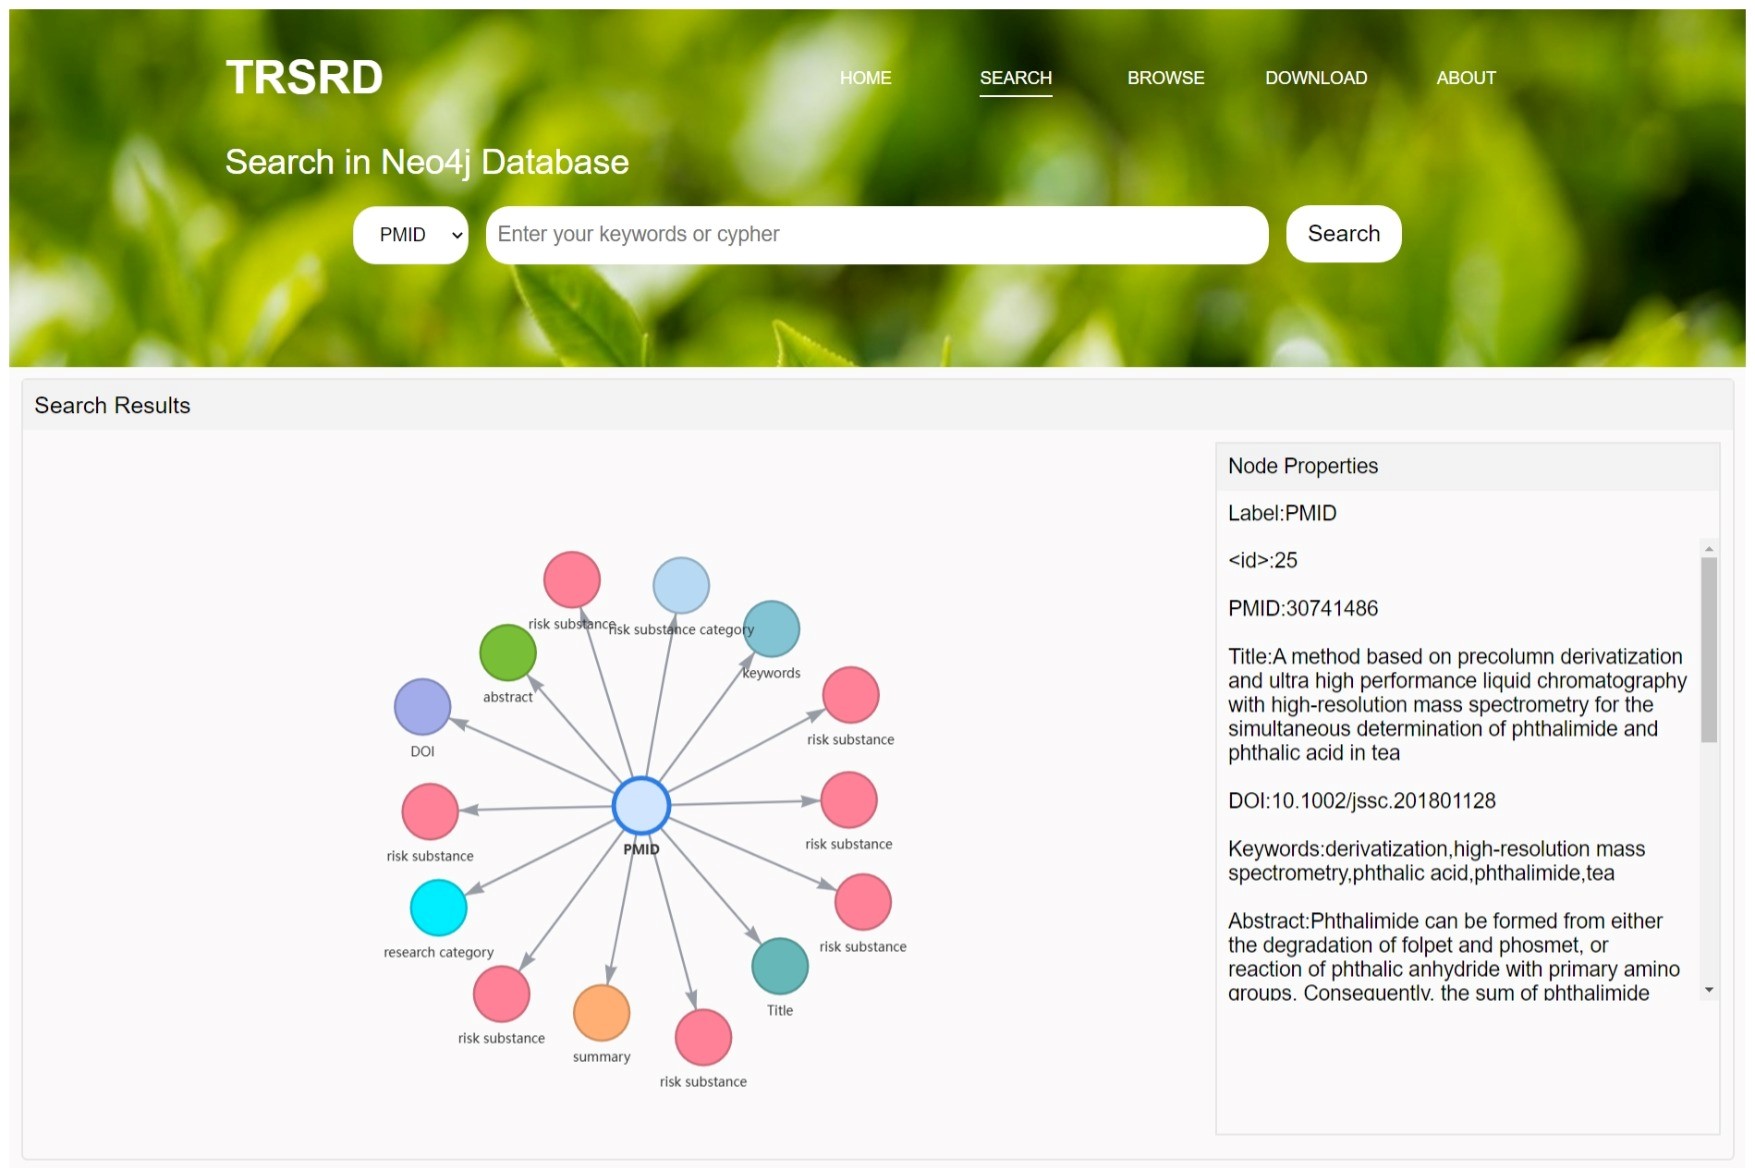 TRSRD
HOME
SEARCH
BROWSE
DOWNLOAD
ABOUT
Search in Neo4j Database
PMID
Enter your keywords or cypher
Search
Search Results
risk substance
risk substance category
keywords
abstract
risk substance
DOI
risk substance
risk substance
PMID
risk substance
research category
risk substance
Title
risk substance
summary
risk substance
Node Properties
Label:PMID
<id>:25
PMID:30741486
Title:A method based on precolumn derivatization
and ultra high performance liquid chromatography
with high-resolution mass spectrometry for the
simultaneous determination of phthalimide and
phthalic acid in tea
DOI:10.1002/jssc.201801128
Keywords:derivatization,high-resolution mass
spectrometry,phthalic acid,phthalimide,tea
Abstract:Phthalimide can be formed from either
the degradation of folpet and phosmet, or
reaction of phthalic anhydride with primary amino
groups. Consequently, the sum of phthalimide